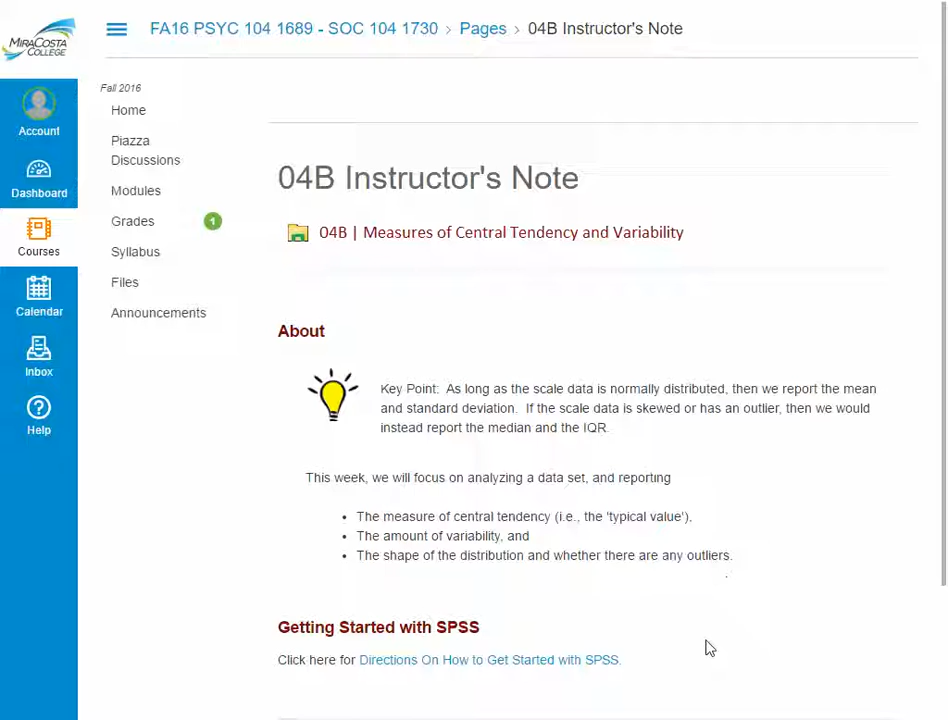 MIRACOSTA
COLLEGE
FA16 PSYC 104 1689 - SOC 104 1730 › Pages › 04B Instructor's Note
Account
Dashboard
Courses
Calendar
Inbox
Help
Fall 2016
Home
Piazza
Discussions
Modules
Grades 1
Syllabus
Files
Announcements
04B Instructor's Note
04B | Measures of Central Tendency and Variability
About
Key Point: As long as the scale data is normally distributed, then we report the mean
and standard deviation. If the scale data is skewed or has an outlier, then we would
instead report the median and the IQR.
This week, we will focus on analyzing a data set, and reporting
• The measure of central tendency (i.e., the 'typical value'),
• The amount of variability, and
• The shape of the distribution and whether there are any outliers.
.
Getting Started with SPSS
Click here for Directions On How to Get Started with SPSS.